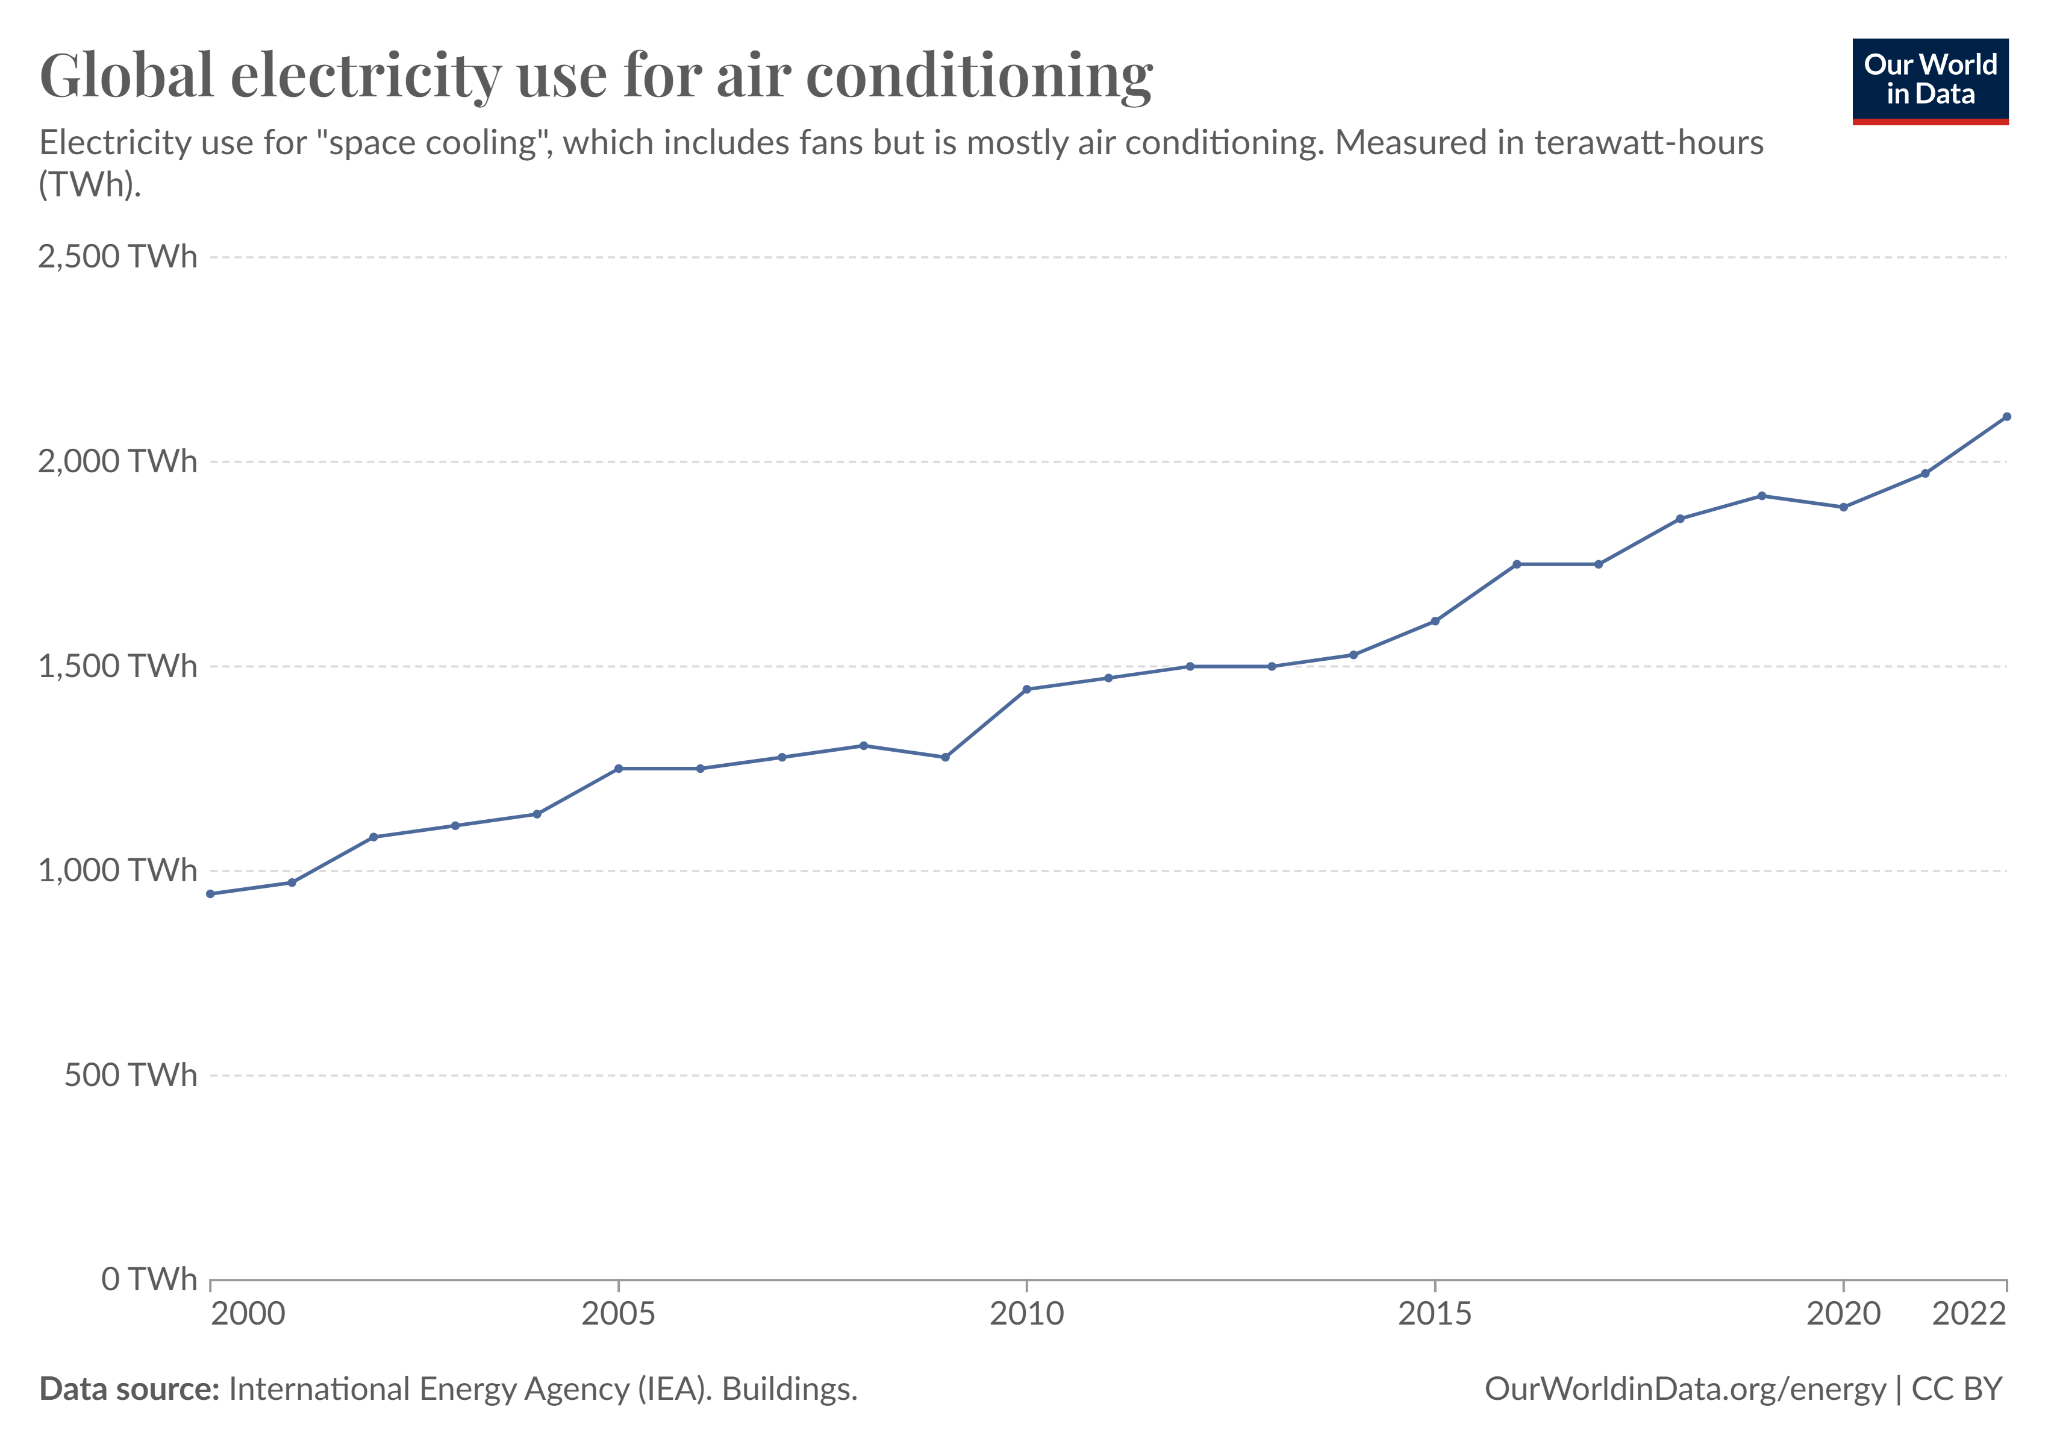 Global electricity use for air conditioning
Our World
in Data
Electricity use for "space cooling", which includes fans but is mostly air conditioning. Measured in terawatt-hours
(TWh).
2,500 TWh
2,000 TWh
1,500 TWh
1,000 TWh
500 TWh
0 TWh
2000 2005 2010 2015 2020 2022
Data source: International Energy Agency (IEA). Buildings.
OurWorldinData.org/energy | CC BY